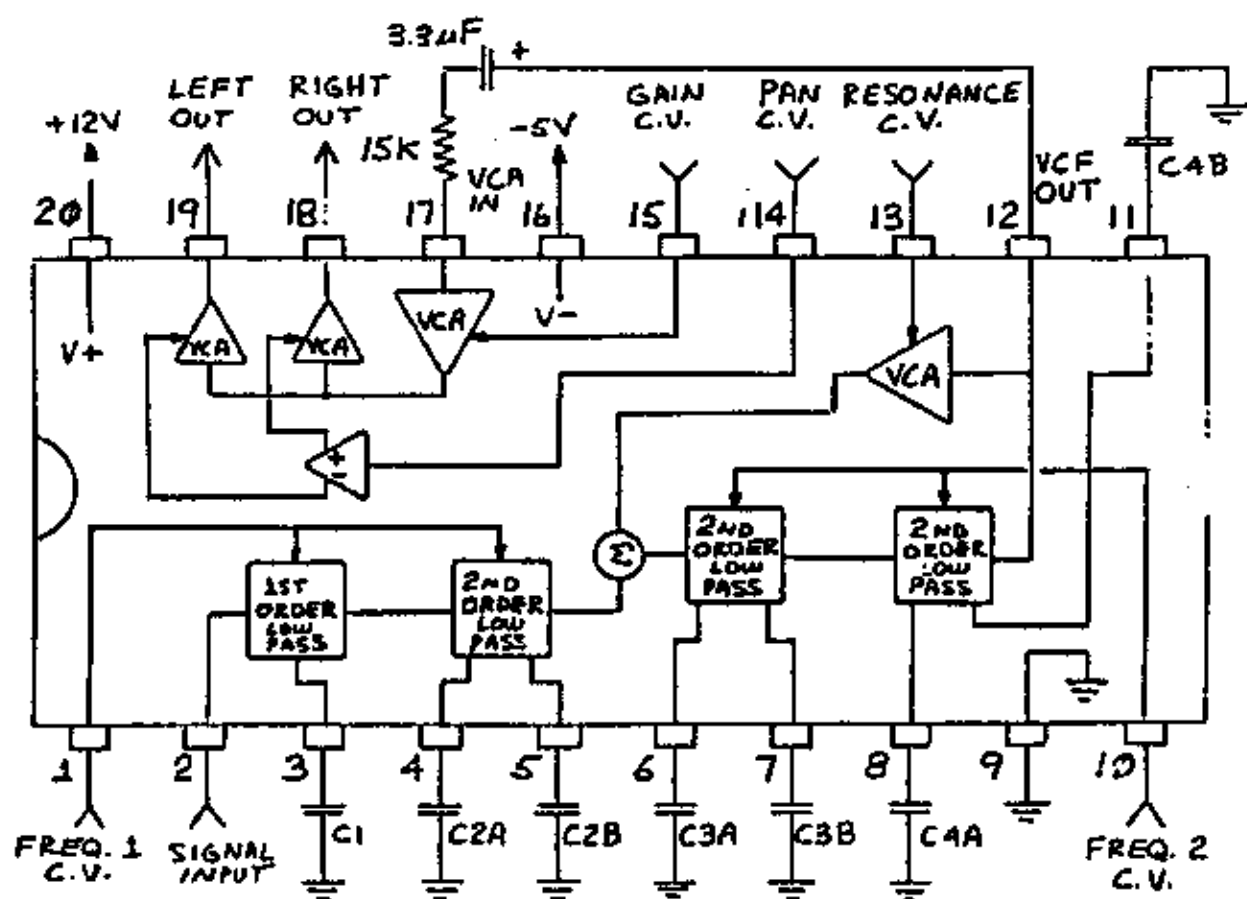 3.3µF
+
LEFT
OUT
RIGHT
OUT
GAIN
C.V.
PAN
C.V.
RESONANCE
C.V.
+12V
15K
-5V
C4B
VCA
IN
VCF
OUT
20
19
18
17
16
15
14
13
12
11
V+
VCA
VCA
VCA
V-
VCA
+
-
1ST
ORDER
LOW
PASS
2ND
ORDER
LOW
PASS
Σ
2ND
ORDER
LOW
PASS
2ND
ORDER
LOW
PASS
1
2
3
4
5
6
7
8
9
10
C1
C2A
C2B
C3A
C3B
C4A
FREQ. 1
C.V.
SIGNAL
INPUT
FREQ. 2
C.V.